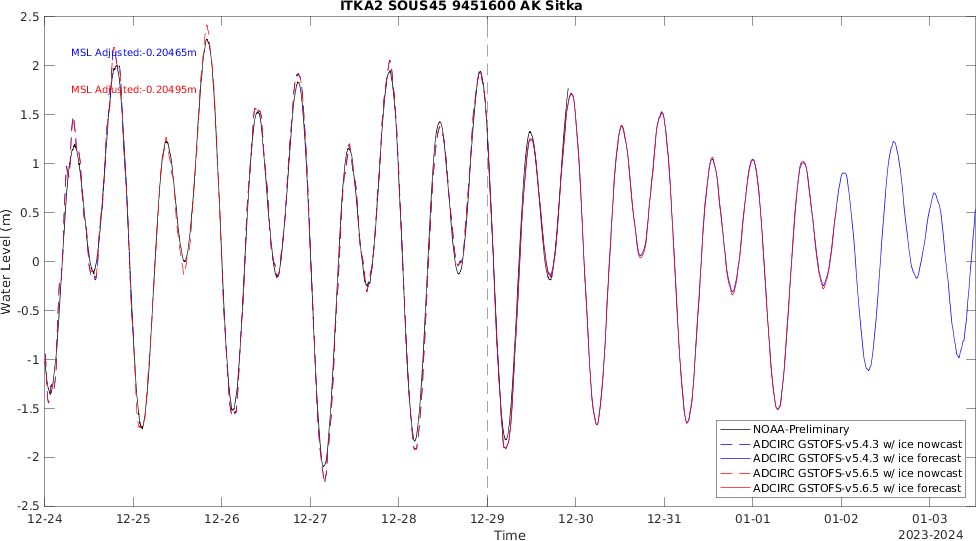 ITKA2 SOUS45 9451600 AK Sitka
2.5
2
1.5
1
0.5
0
-0.5
-1
-1.5
-2
-2.5
Water Level (m)
MSL Adjusted:-0.20465m
MSL Adjusted:-0.20495m
NOAA-Preliminary
ADCIRC GSTOFS-v5.4.3 w/ ice nowcast
ADCIRC GSTOFS-v5.4.3 w/ ice forecast
ADCIRC GSTOFS-v5.6.5 w/ ice nowcast
ADCIRC GSTOFS-v5.6.5 w/ ice forecast
12-24 12-25 12-26 12-27 12-28 12-29 12-30 12-31 01-01 01-02 01-03
Time
2023-2024